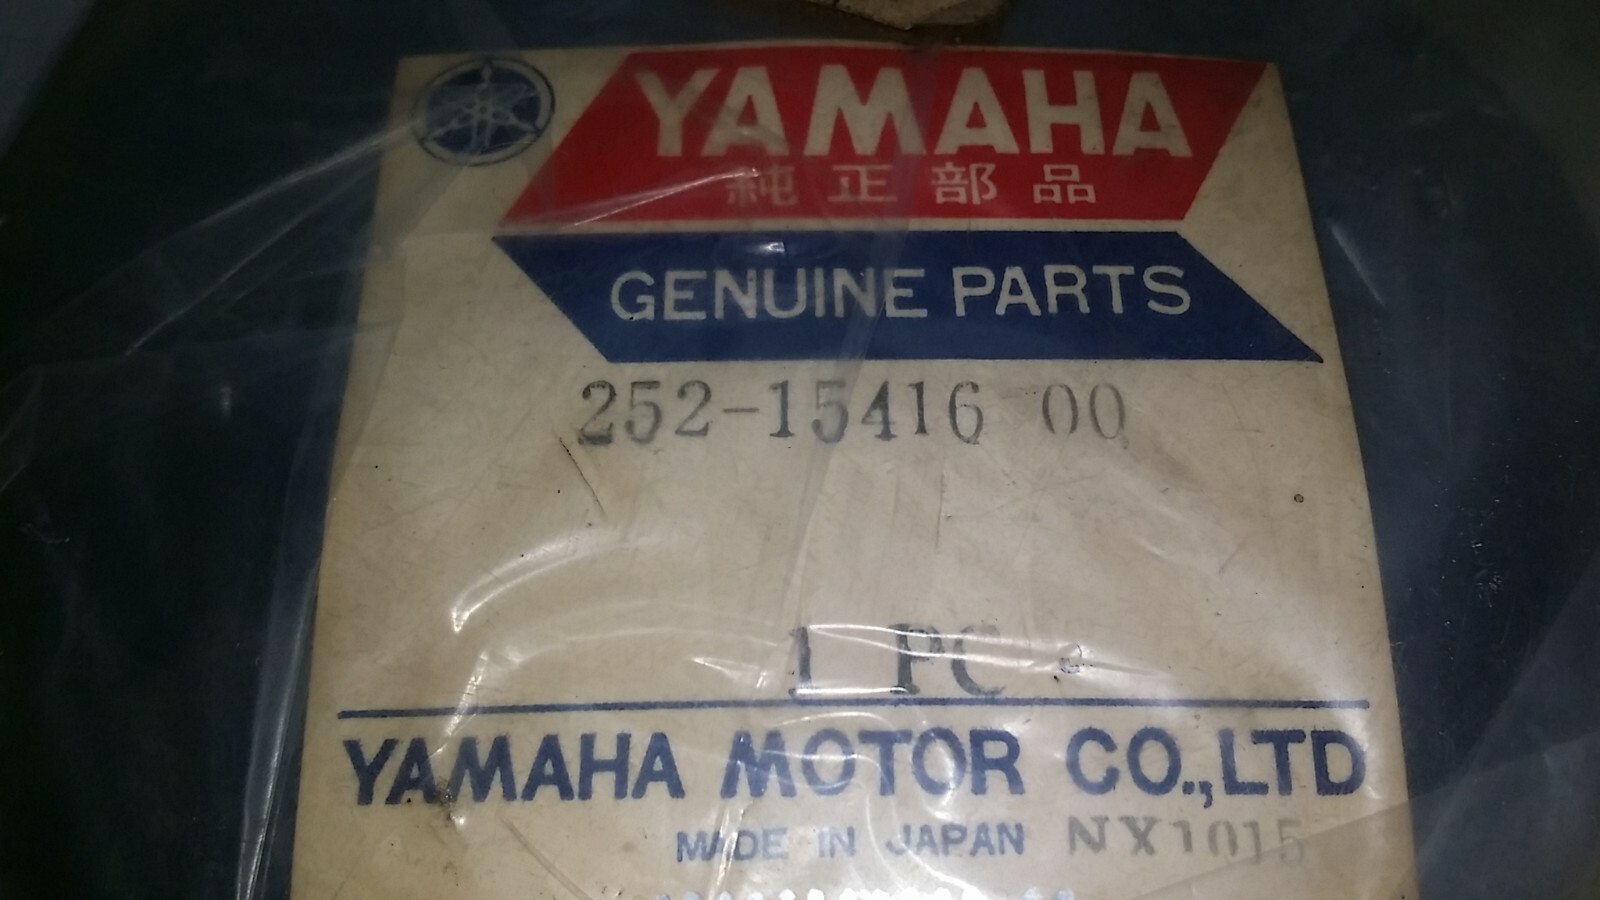 YAMAHA
純正部品
GENUINE PARTS
252-15416 00
1 PC
YAMAHA MOTOR CO.,LTD
MADE IN JAPAN NX1015